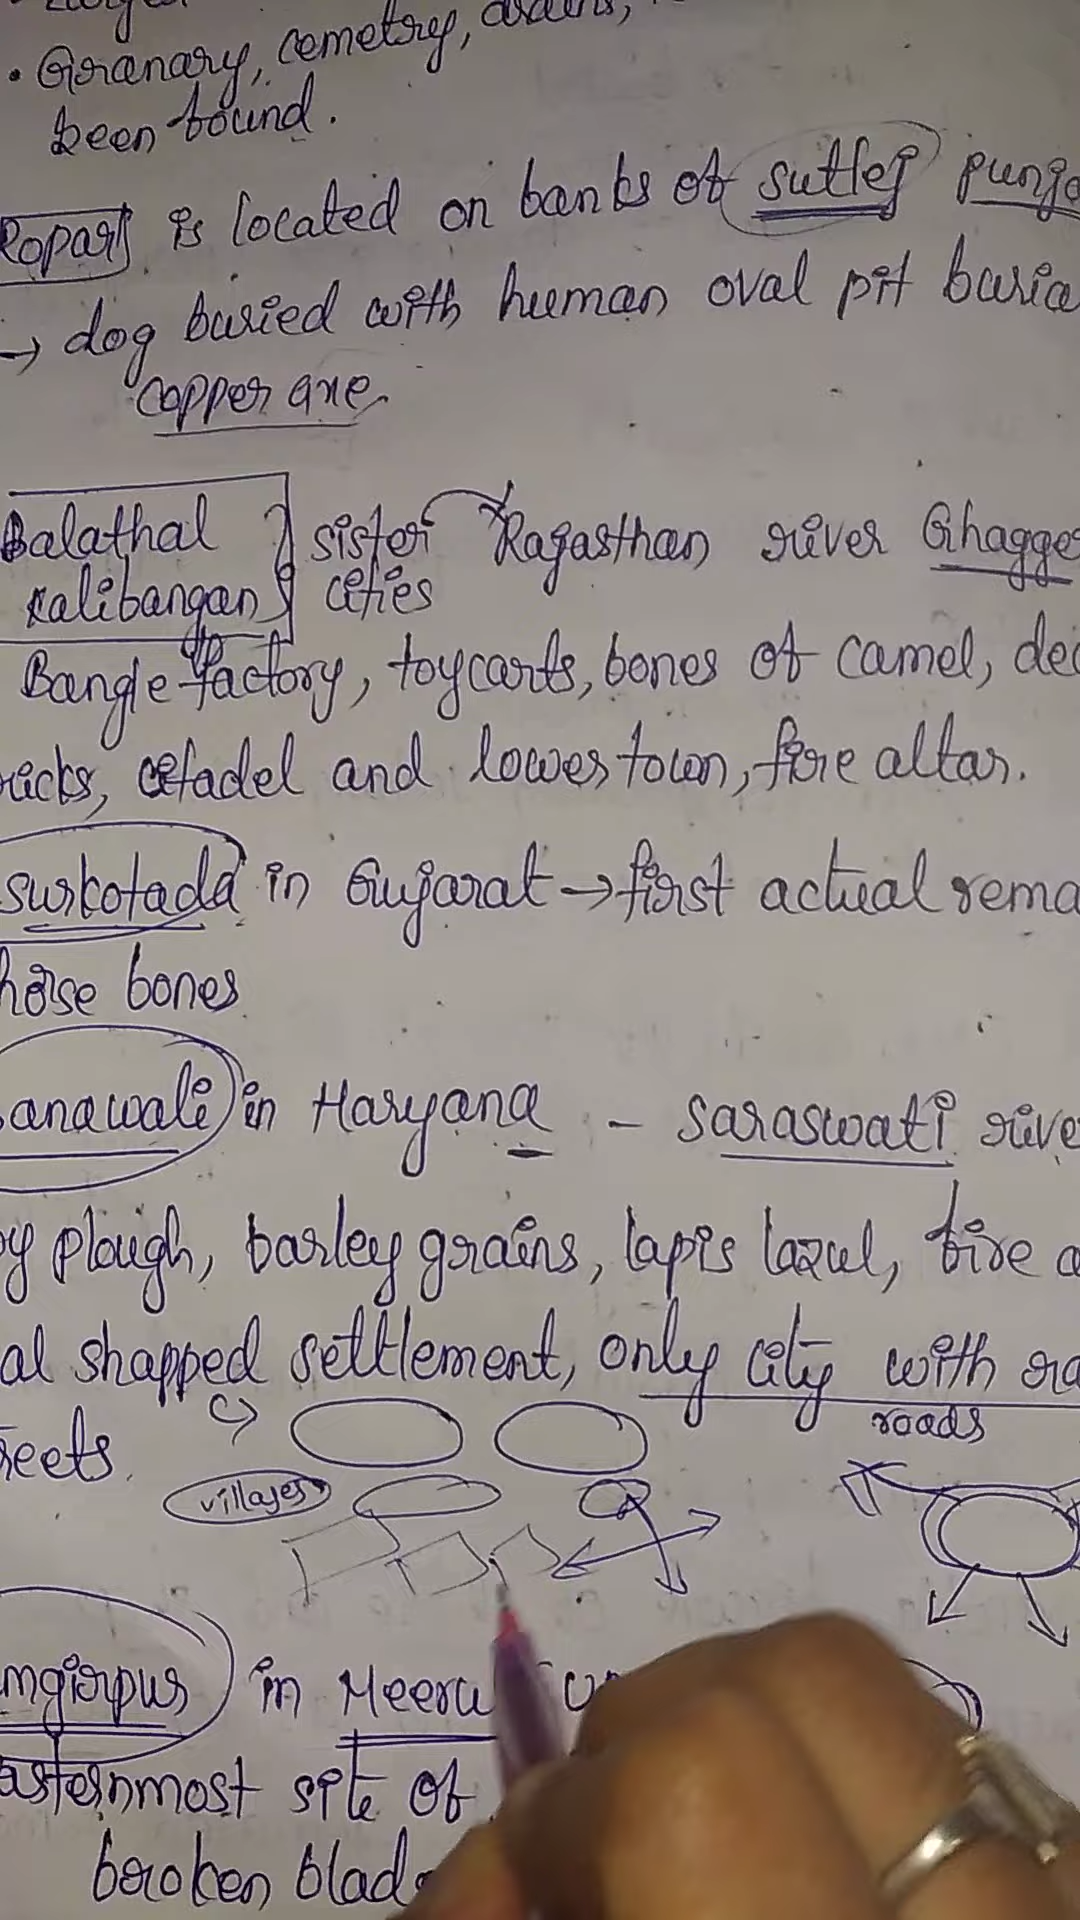 • Granary, cemetry, drains,
been found.
Ropar is located on banks of sutlej punja
→ dog buried with human oval pit buria
copper axe.
Balathal } sister Rajasthan river Ghagge
kalibangan } cities
Bangle factory, toycarts, bones of camel, dec
ricks, citadel and lower town, fire altar.
surkotada in Gujarat → first actual rema
horse bones
anawali in Haryana - Saraswati rive
oy plough, barley grains, lapis lazul, fire a
al shapped settlement, only city with ra
reets.
roads
villages
mgirpur in Meeru
asternmost site of
broken blad